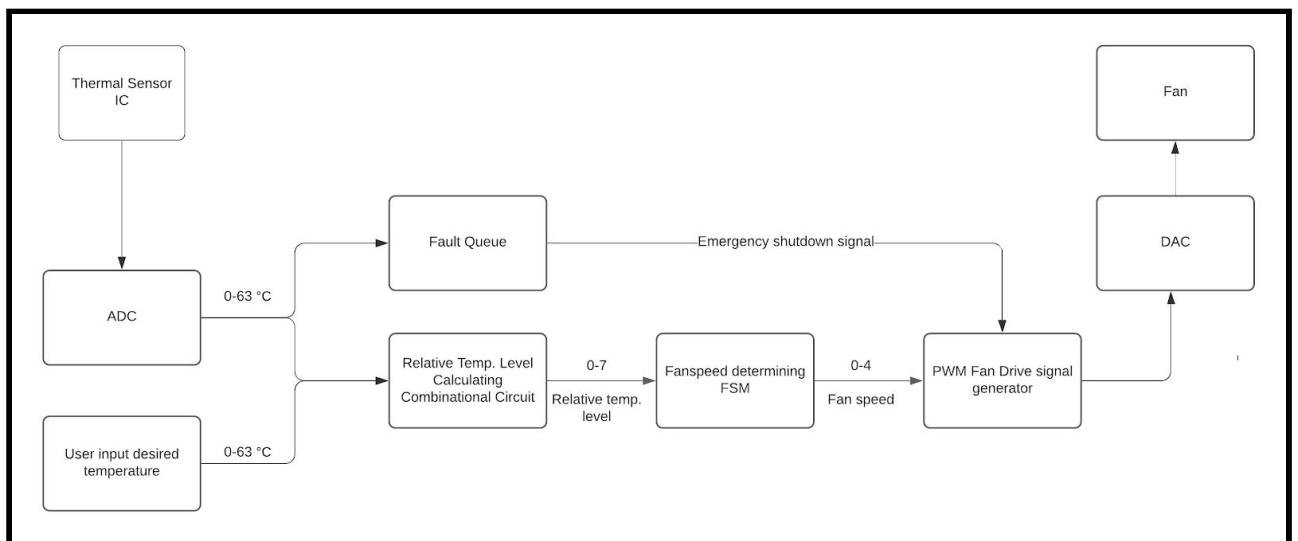 Thermal Sensor
IC
Fan
Fault Queue
Emergency shutdown signal
DAC
ADC
0-63 °C
Relative Temp. Level
Calculating
Combinational Circuit
0-7
Relative temp.
level
Fanspeed determining
FSM
0-4
Fan speed
PWM Fan Drive signal
generator
User input desired
temperature
0-63 °C